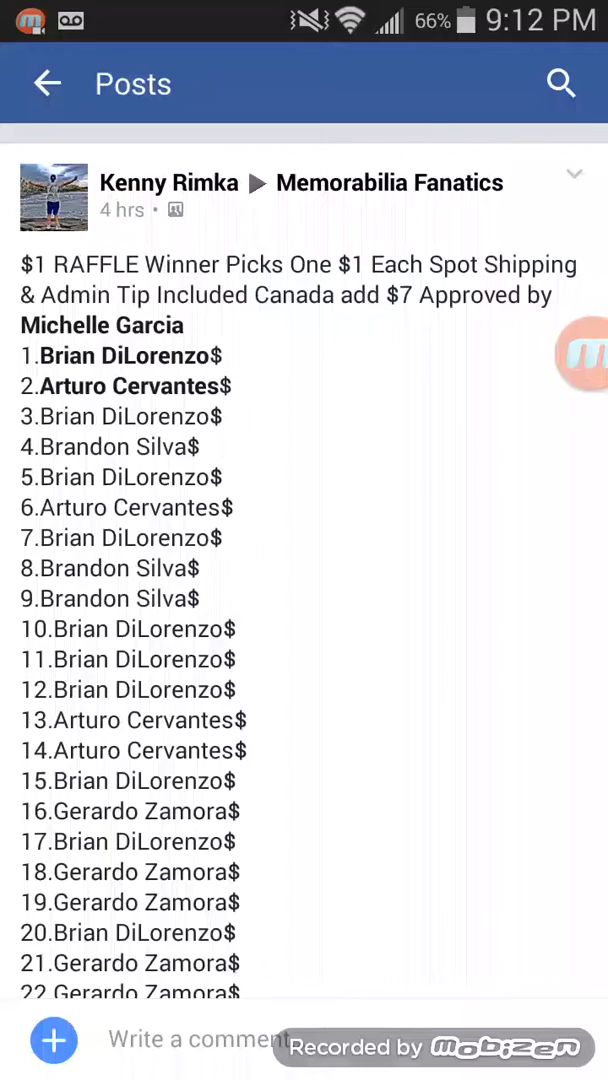 66% 9:12 PM
Posts
Kenny Rimka ▶ Memorabilia Fanatics
4 hrs •
$1 RAFFLE Winner Picks One $1 Each Spot Shipping
& Admin Tip Included Canada add $7 Approved by
Michelle Garcia
1.Brian DiLorenzo$
2.Arturo Cervantes$
3.Brian DiLorenzo$
4.Brandon Silva$
5.Brian DiLorenzo$
6.Arturo Cervantes$
7.Brian DiLorenzo$
8.Brandon Silva$
9.Brandon Silva$
10.Brian DiLorenzo$
11.Brian DiLorenzo$
12.Brian DiLorenzo$
13.Arturo Cervantes$
14.Arturo Cervantes$
15.Brian DiLorenzo$
16.Gerardo Zamora$
17.Brian DiLorenzo$
18.Gerardo Zamora$
19.Gerardo Zamora$
20.Brian DiLorenzo$
21.Gerardo Zamora$
22.Gerardo Zamora$
Write a comment
Recorded by Mobizen